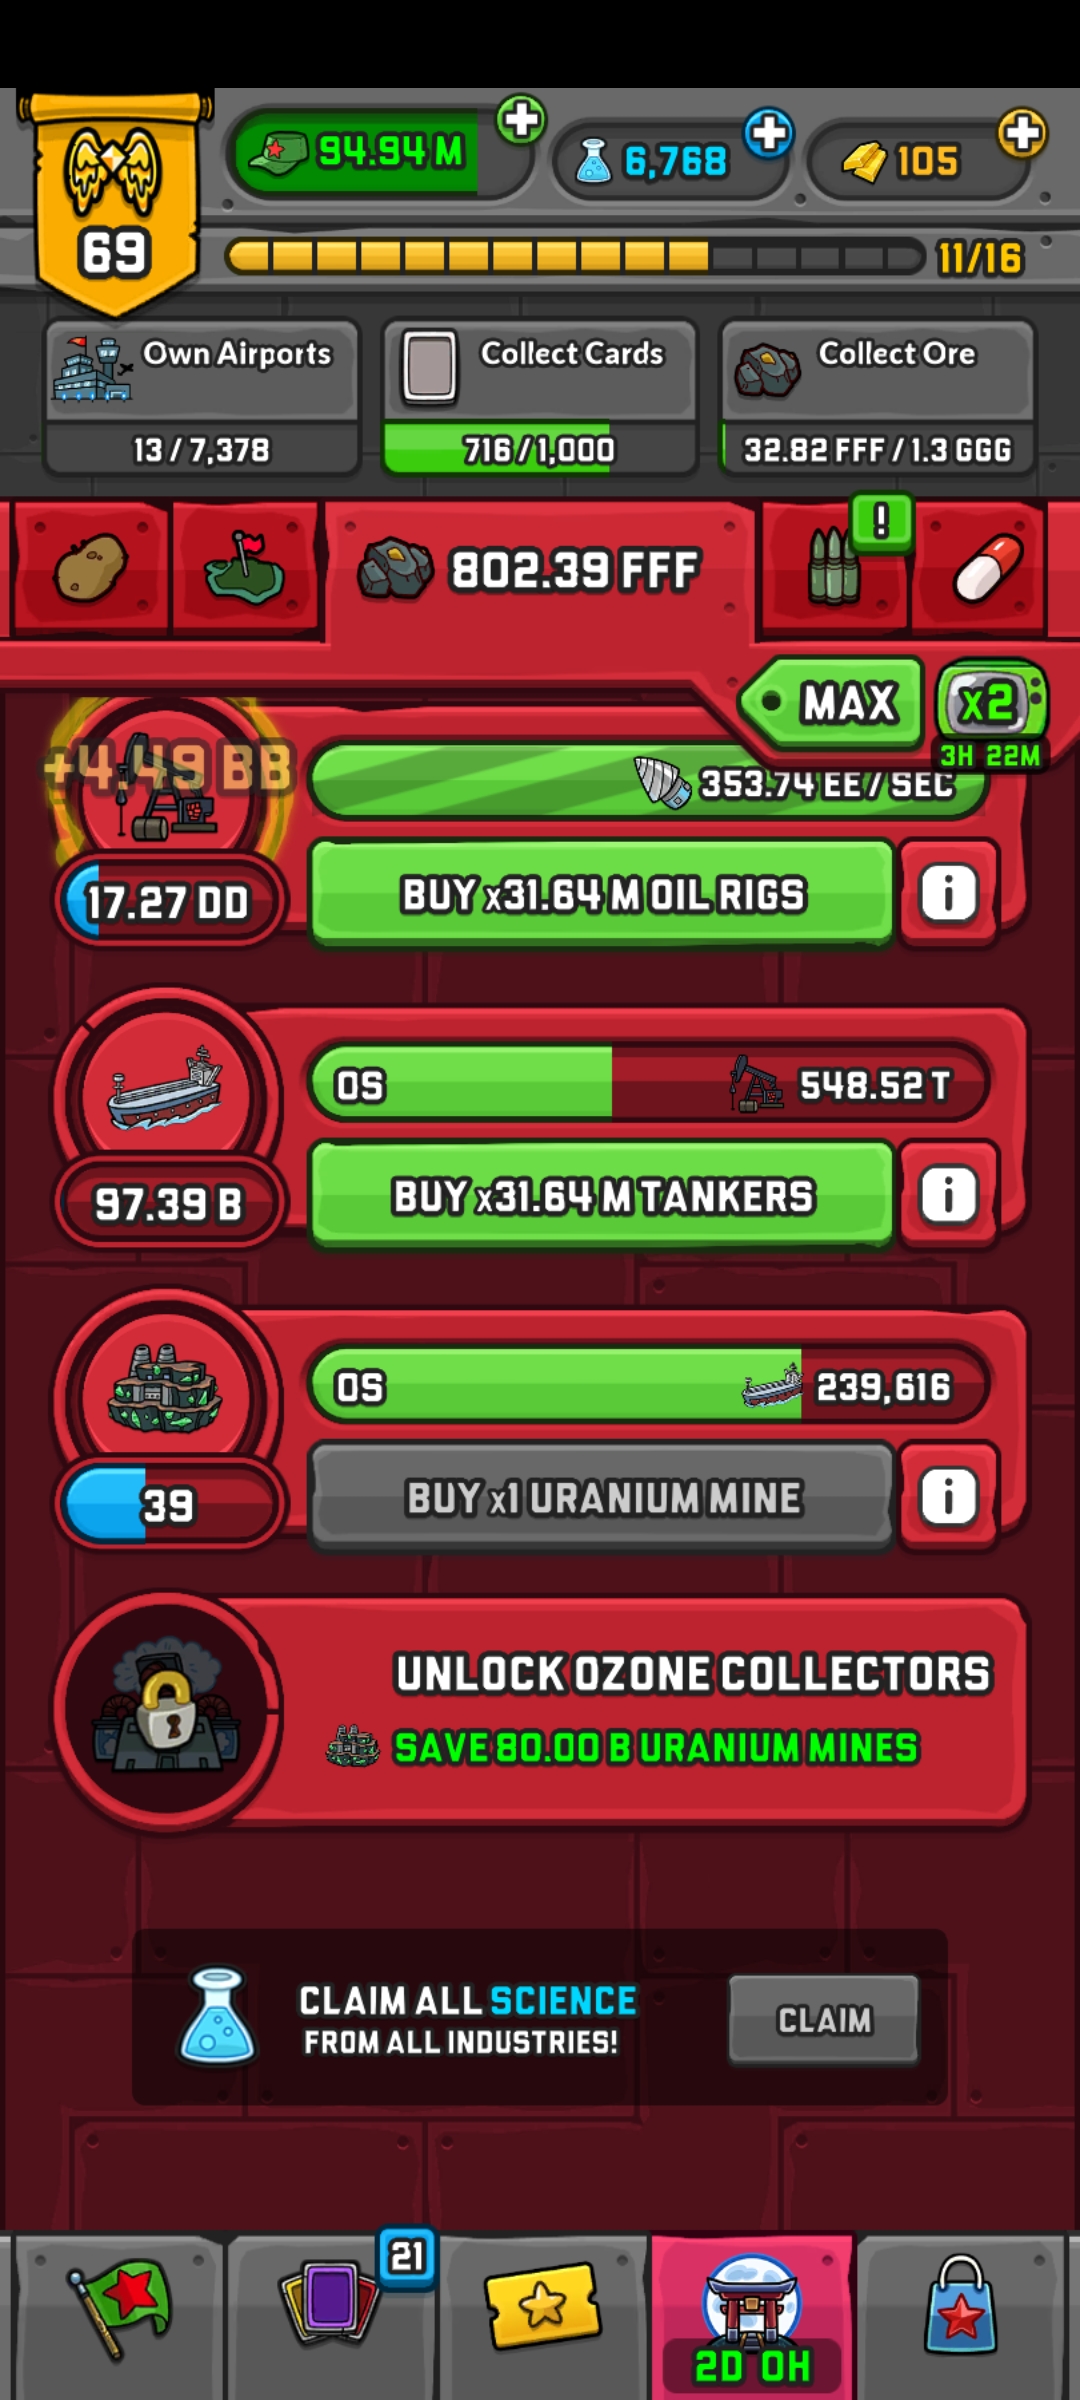 94.94 M
6,768
105
69
11/16
Own Airports
13 / 7,378
Collect Cards
716 / 1,000
Collect Ore
32.82 FFF / 1.3 GGG
802.39 FFF
!
MAX
x2
3H 22M
+4.49 BB
353.74 EE / SEC
17.27 DD
BUY x31.64 M OIL RIGS
i
0S
548.52 T
97.39 B
BUY x31.64 M TANKERS
i
0S
239,616
39
BUY x1 URANIUM MINE
i
UNLOCK OZONE COLLECTORS
SAVE 80.00 B URANIUM MINES
CLAIM ALL SCIENCE
FROM ALL INDUSTRIES!
CLAIM
21
2D 0H